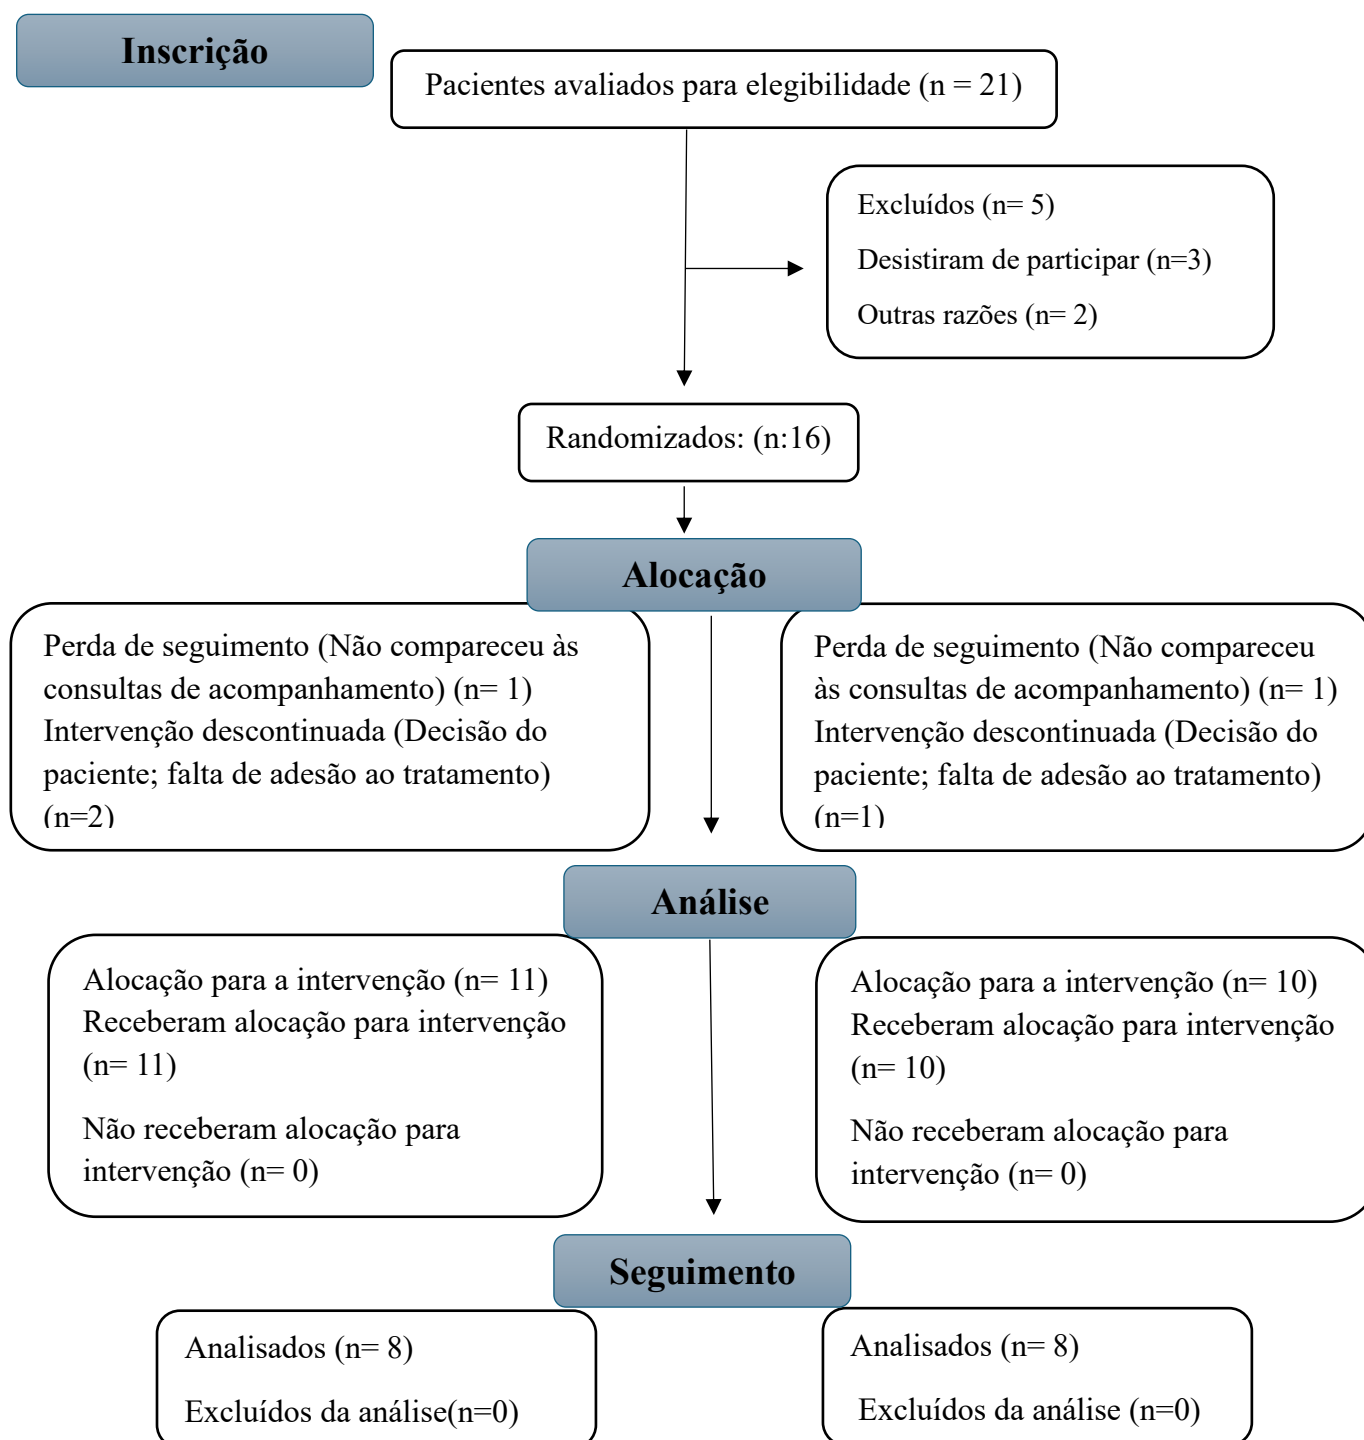 Inscrição
Pacientes avaliados para elegibilidade (n = 21)
Excluídos (n= 5)
Desistiram de participar (n=3)
Outras razões (n= 2)
Randomizados: (n:16)
Alocação
Perda de seguimento (Não compareceu às
consultas de acompanhamento) (n= 1)
Intervenção descontinuada (Decisão do
paciente; falta de adesão ao tratamento)
(n=2)
Perda de seguimento (Não compareceu
às consultas de acompanhamento) (n= 1)
Intervenção descontinuada (Decisão do
paciente; falta de adesão ao tratamento)
(n=1)
Análise
Alocação para a intervenção (n= 11)
Receberam alocação para intervenção
(n= 11)
Não receberam alocação para
intervenção (n= 0)
Alocação para a intervenção (n= 10)
Receberam alocação para intervenção
(n= 10)
Não receberam alocação para
intervenção (n= 0)
Seguimento
Analisados (n= 8)
Excluídos da análise(n=0)
Analisados (n= 8)
Excluídos da análise (n=0)